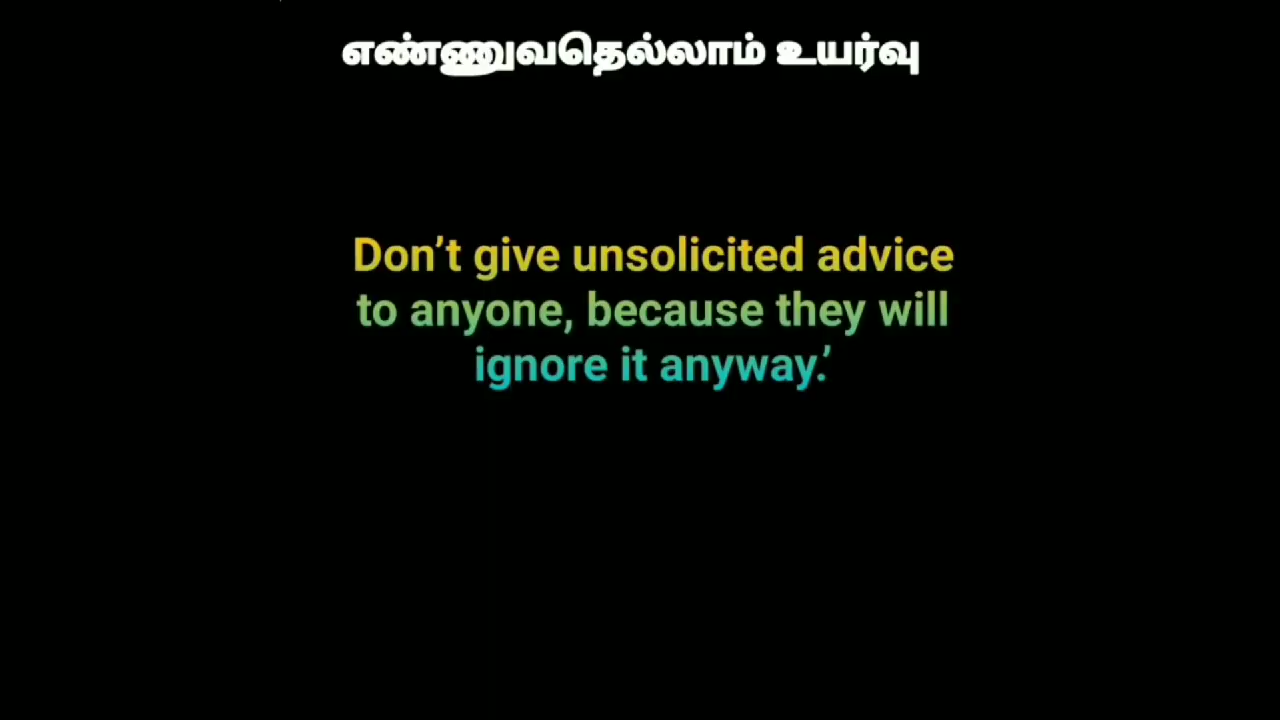 எண்ணுவதெல்லாம் உயர்வு
Don’t give unsolicited advice
to anyone, because they will
ignore it anyway.’